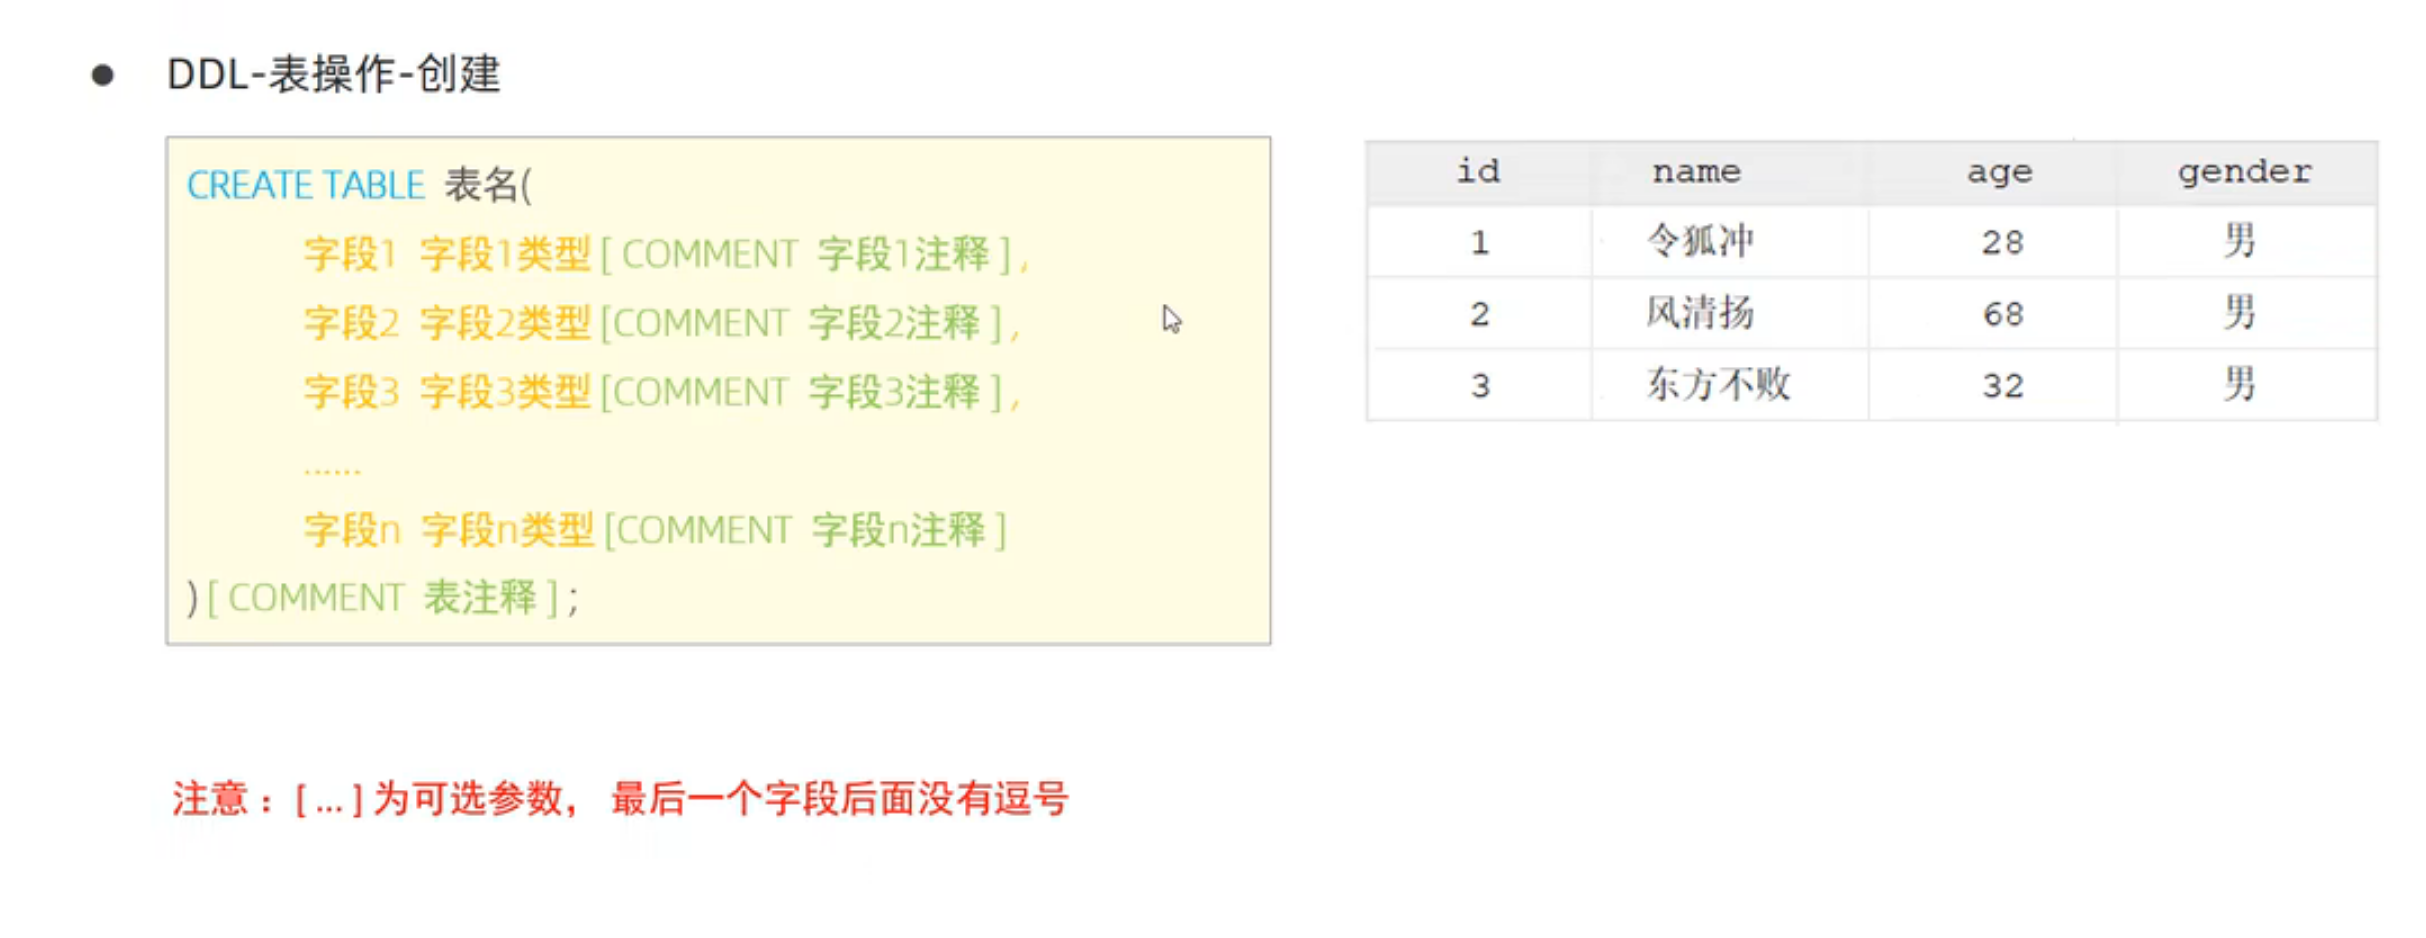 DDL-表操作-创建
CREATE TABLE 表名(
字段1 字段1类型 [ COMMENT 字段1注释 ] ,
字段2 字段2类型 [COMMENT 字段2注释 ] ,
字段3 字段3类型 [COMMENT 字段3注释 ] ,
......
字段n 字段n类型 [COMMENT 字段n注释 ]
) [ COMMENT 表注释 ] ;
id name age gender
1 令狐冲 28 男
2 风清扬 68 男
3 东方不败 32 男
注意：[ ... ] 为可选参数， 最后一个字段后面没有逗号